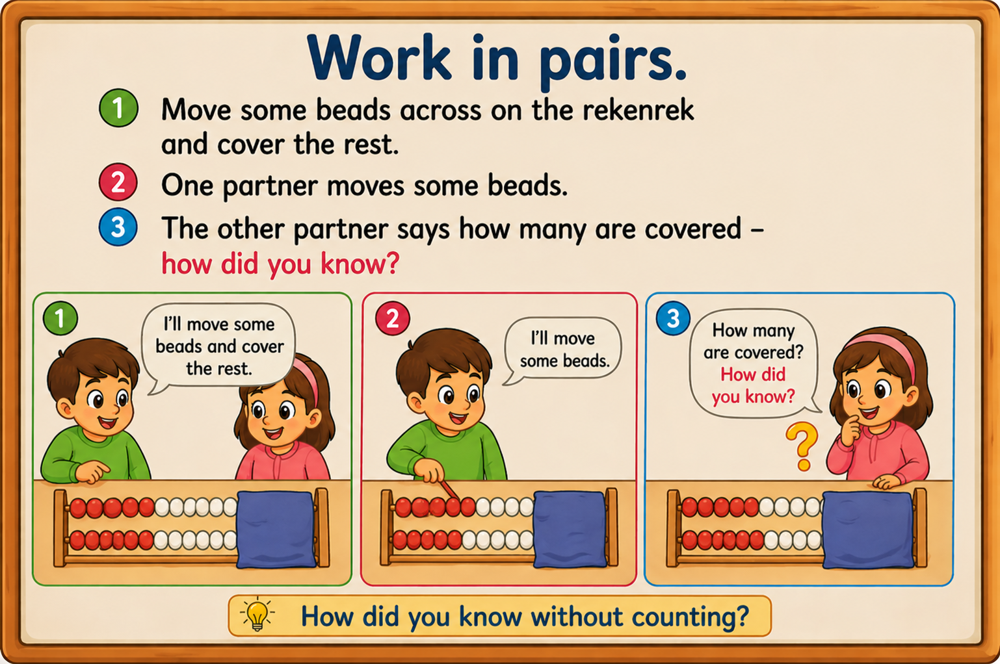 Work in pairs.
1 Move some beads across on the rekenrek
and cover the rest.
2 One partner moves some beads.
3 The other partner says how many are covered –
how did you know?
1
I'll move some
beads and cover
the rest.
2
I'll move
some beads.
3
How many
are covered?
How did
you know?
?
How did you know without counting?